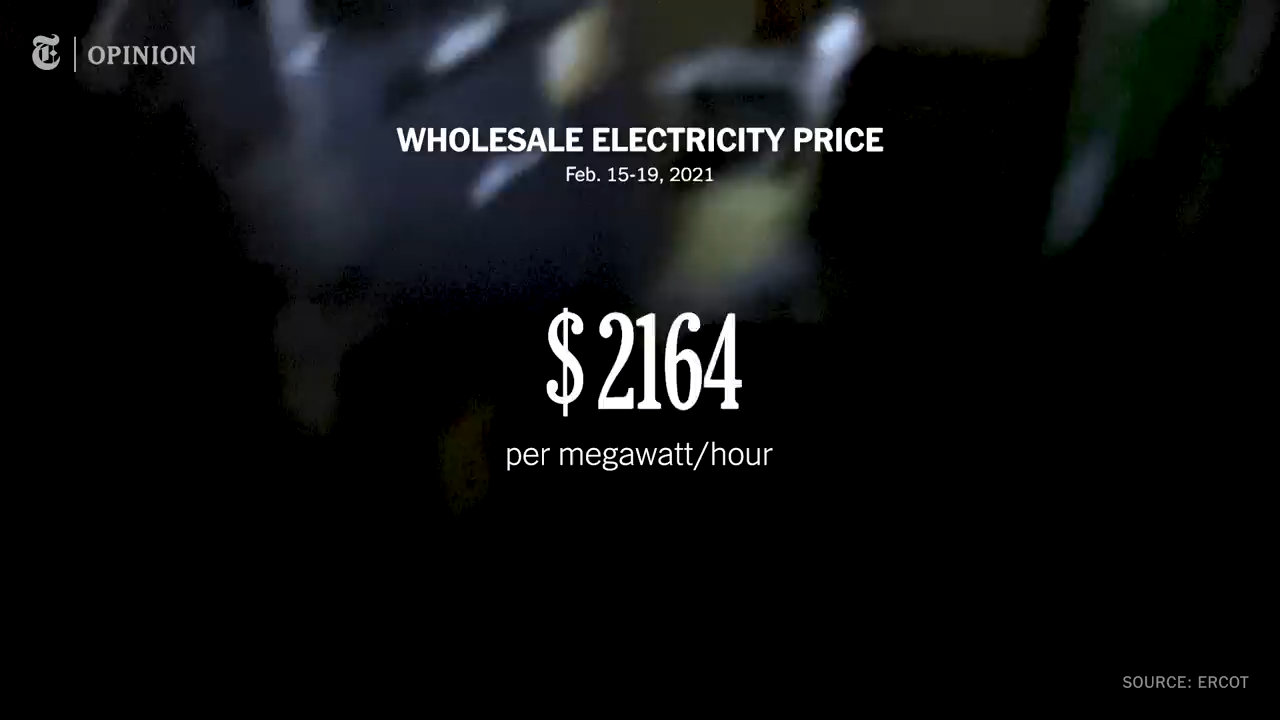 T | OPINION
WHOLESALE ELECTRICITY PRICE
Feb. 15-19, 2021
$2164
per megawatt/hour
SOURCE: ERCOT